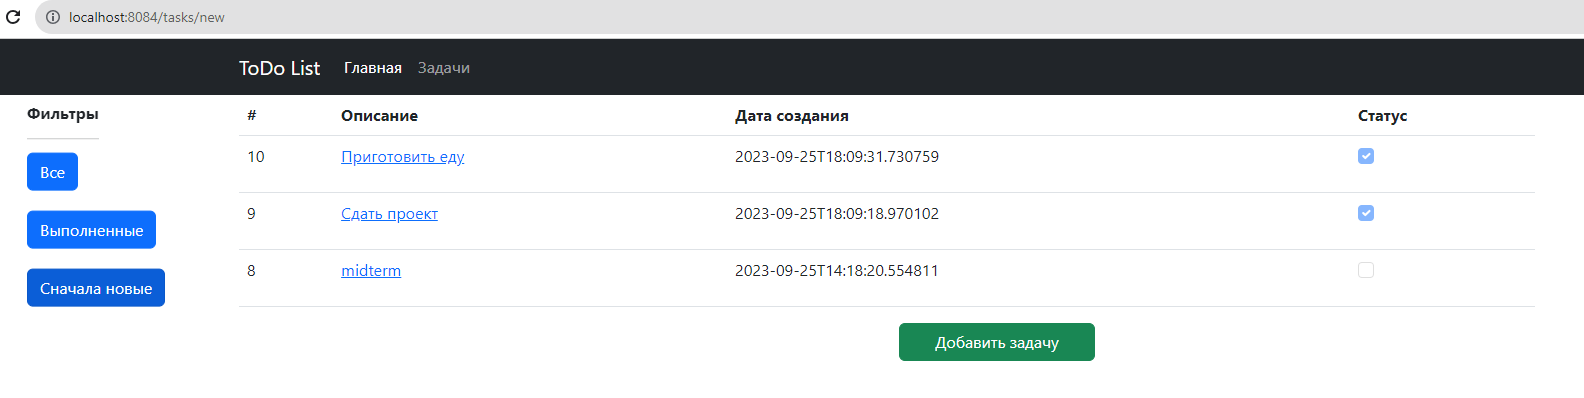 localhost:8084/tasks/new
ToDo List Главная Задачи
Фильтры
Все
Выполненные
Сначала новые
# Описание Дата создания Статус
10 Приготовить еду 2023-09-25T18:09:31.730759
9 Сдать проект 2023-09-25T18:09:18.970102
8 midterm 2023-09-25T14:18:20.554811
Добавить задачу